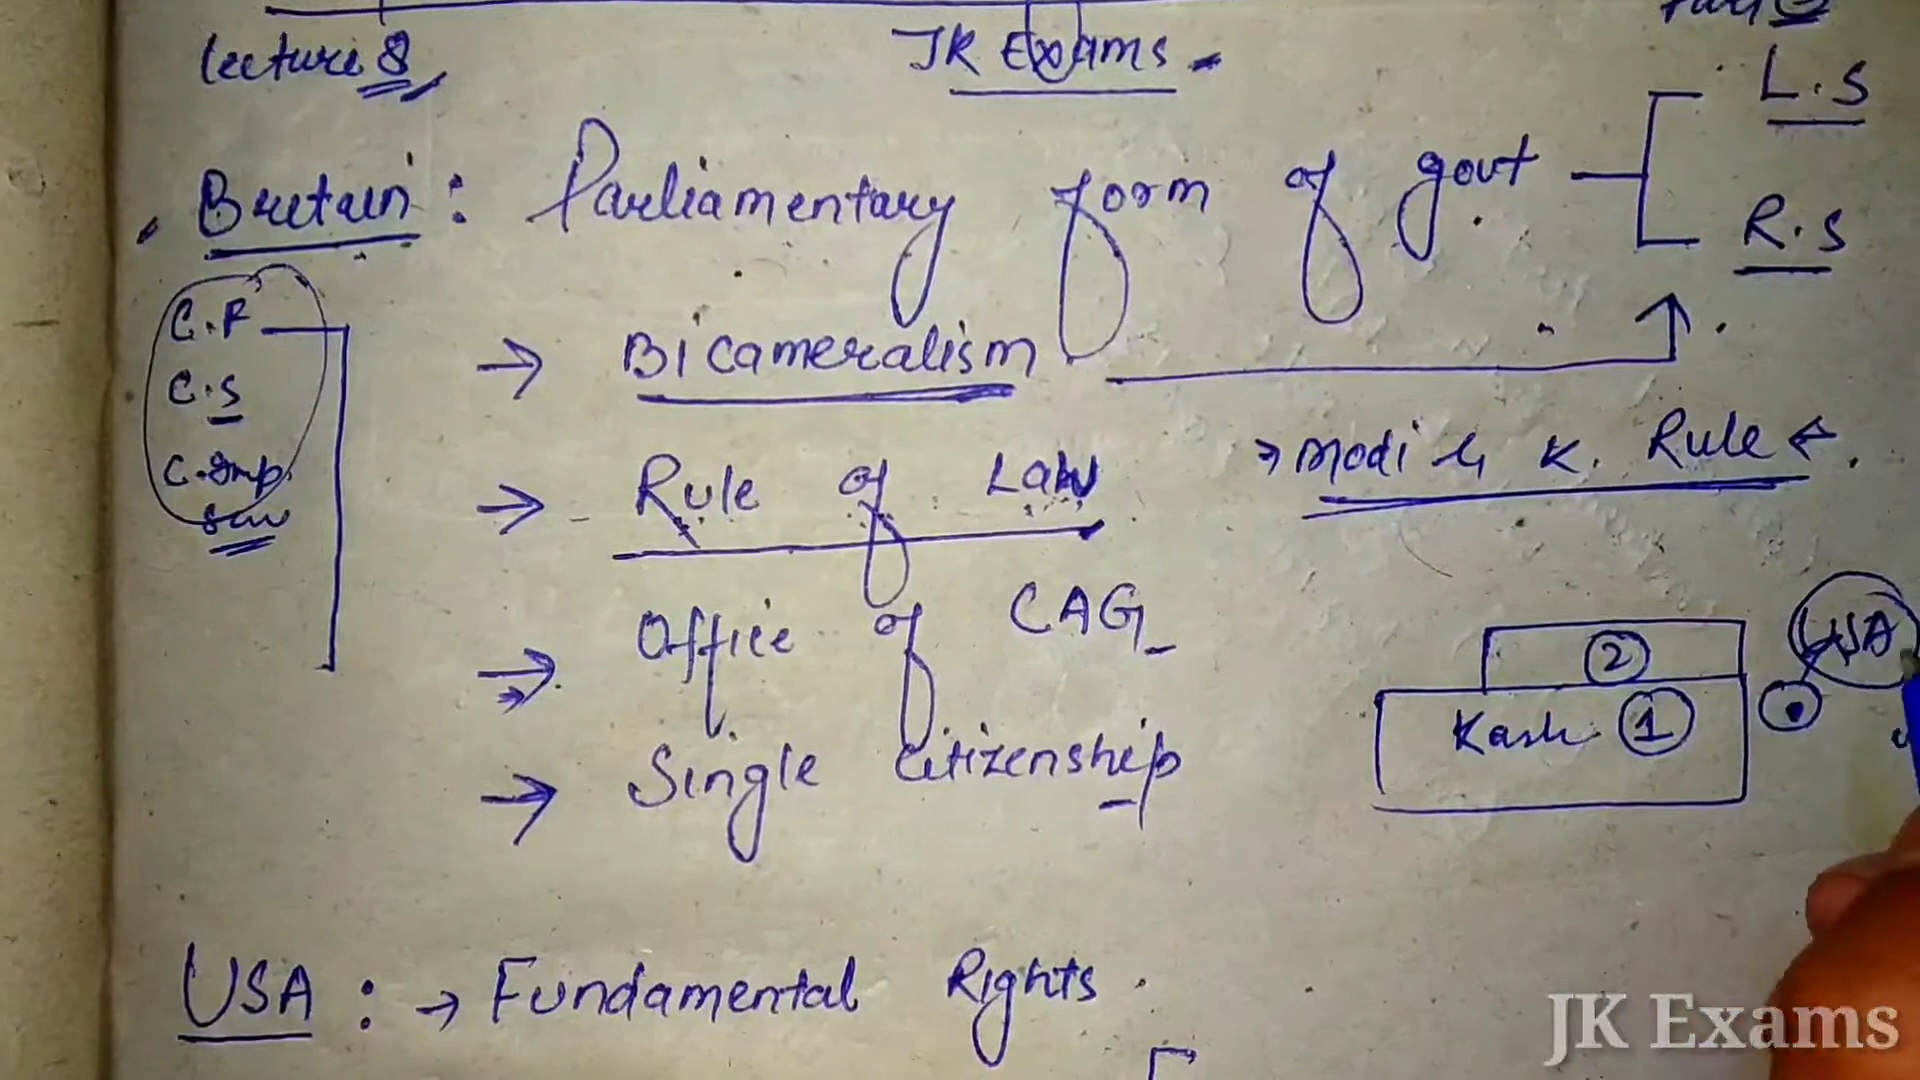 Lecture 8
JK Exams
L.S
Britain : Parliamentary form of govt
R.S
C.F
C.S
→ Bicameralism
→ Rule of Law
→ Modi G K. Rule ←
→ Office of CAG
→ Single citizenship
2
Kash 1
USA
USA : → Fundamental Rights
JK Exams